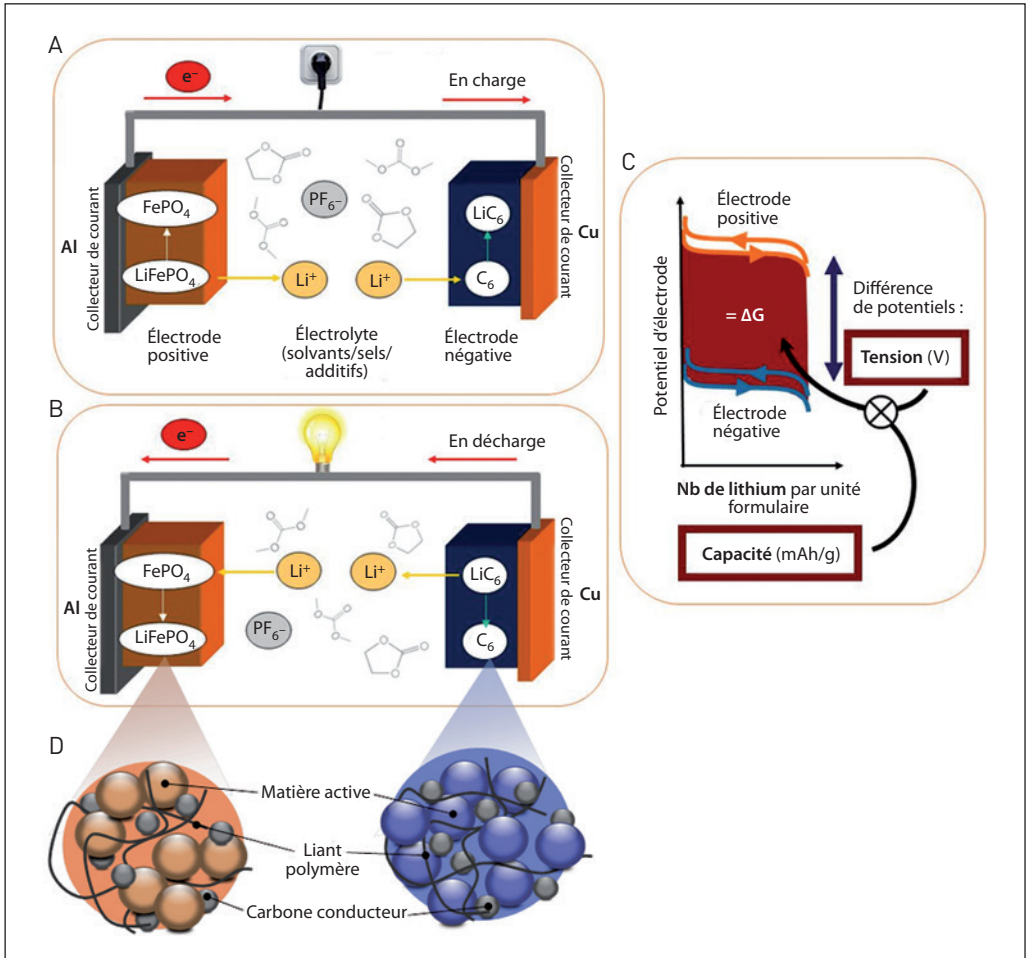 A
e–
En charge
Collecteur de courant
Al
FePO4
LiFePO4
PF6–
Li+
Li+
LiC6
C6
Cu
Collecteur de courant
Électrode
positive
Électrolyte
(solvants/sels/
additifs)
Électrode
négative
B
e–
En décharge
Collecteur de courant
Al
FePO4
LiFePO4
Li+
Li+
PF6–
LiC6
C6
Cu
Collecteur de courant
C
Potentiel d'électrode
Électrode
positive
= ΔG
Électrode
négative
Différence
de potentiels :
Tension (V)
Nb de lithium par unité
formulaire
Capacité (mAh/g)
D
Matière active
Liant
polymère
Carbone conducteur